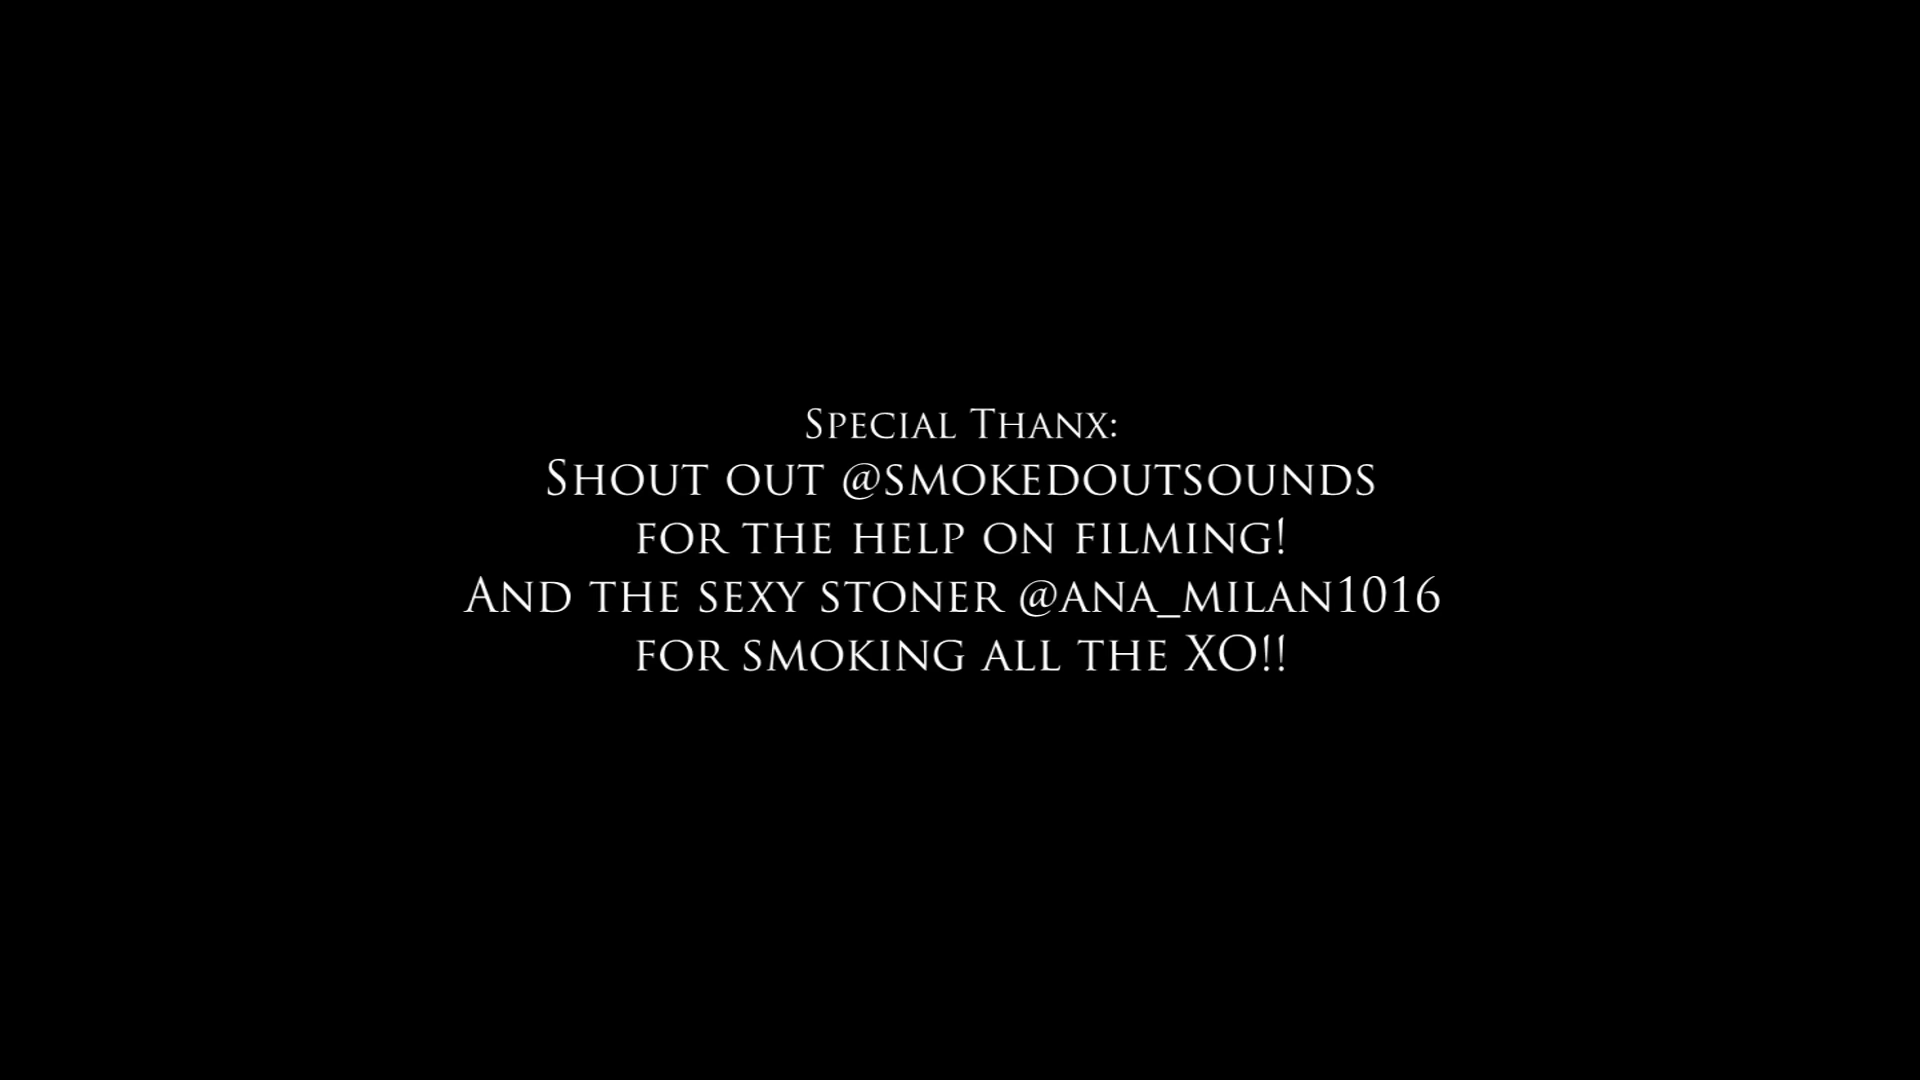 Special Thanx:
Shout out @smokedoutsounds
for the help on filming!
And the sexy stoner @ana_milan1016
for smoking all the XO!!